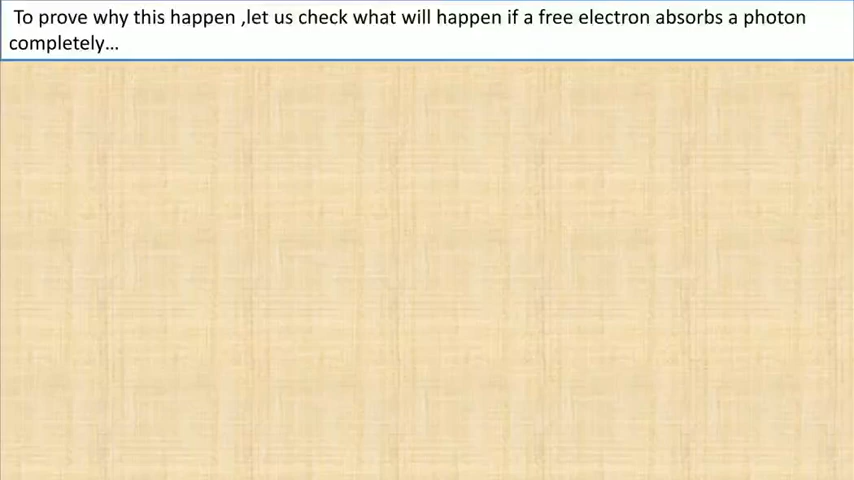 To prove why this happen ,let us check what will happen if a free electron absorbs a photon
completely...